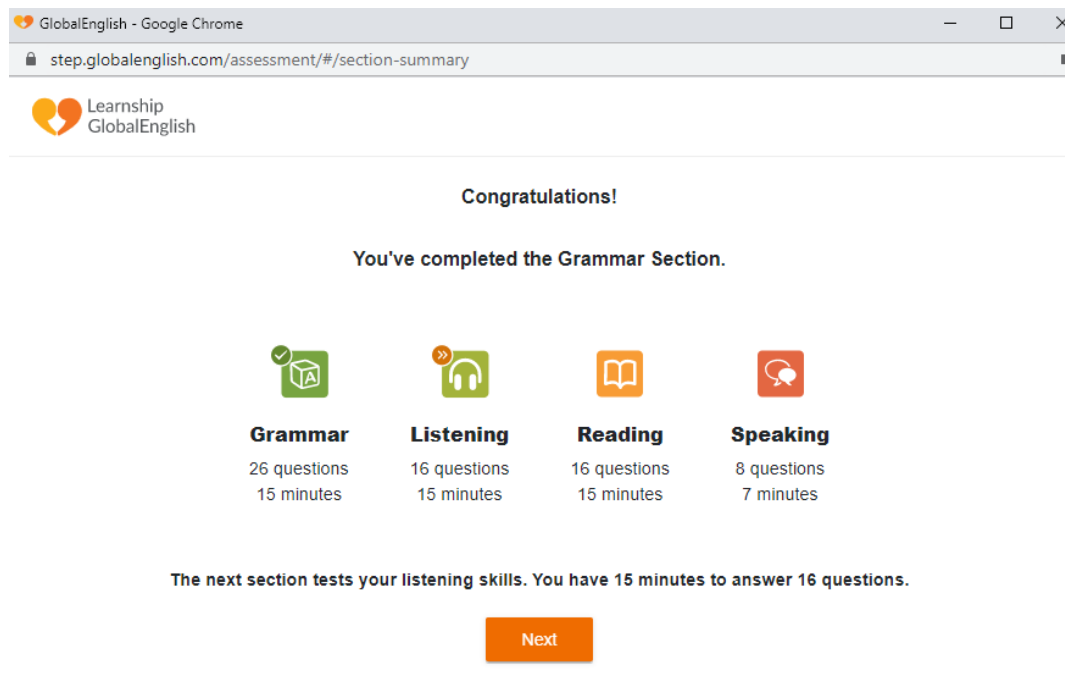 GlobalEnglish - Google Chrome
step.globalenglish.com/assessment/#/section-summary
Learnship
GlobalEnglish
Congratulations!
You've completed the Grammar Section.
A
Grammar
26 questions
15 minutes
Listening
16 questions
15 minutes
Reading
16 questions
15 minutes
Speaking
8 questions
7 minutes
The next section tests your listening skills. You have 15 minutes to answer 16 questions.
Next